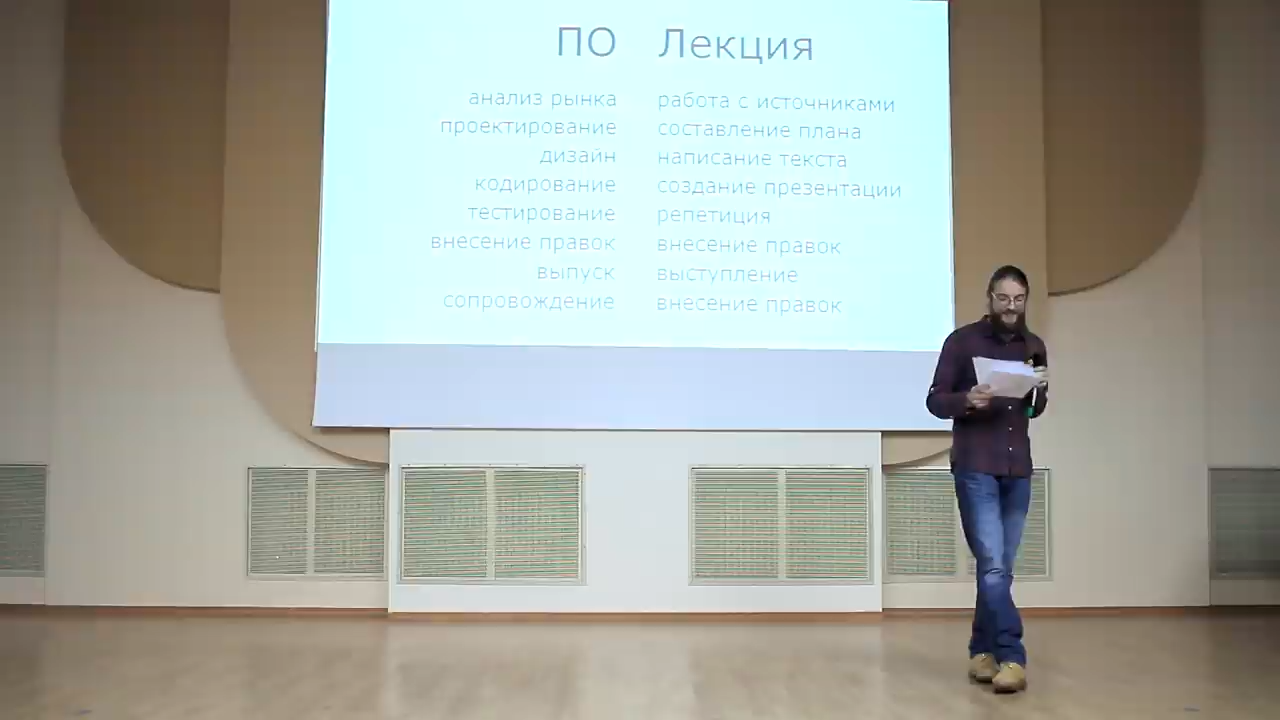 ПО Лекция
анализ рынка работа с источниками
проектирование составление плана
дизайн написание текста
кодирование создание презентации
тестирование репетиция
внесение правок внесение правок
выпуск выступление
сопровождение внесение правок